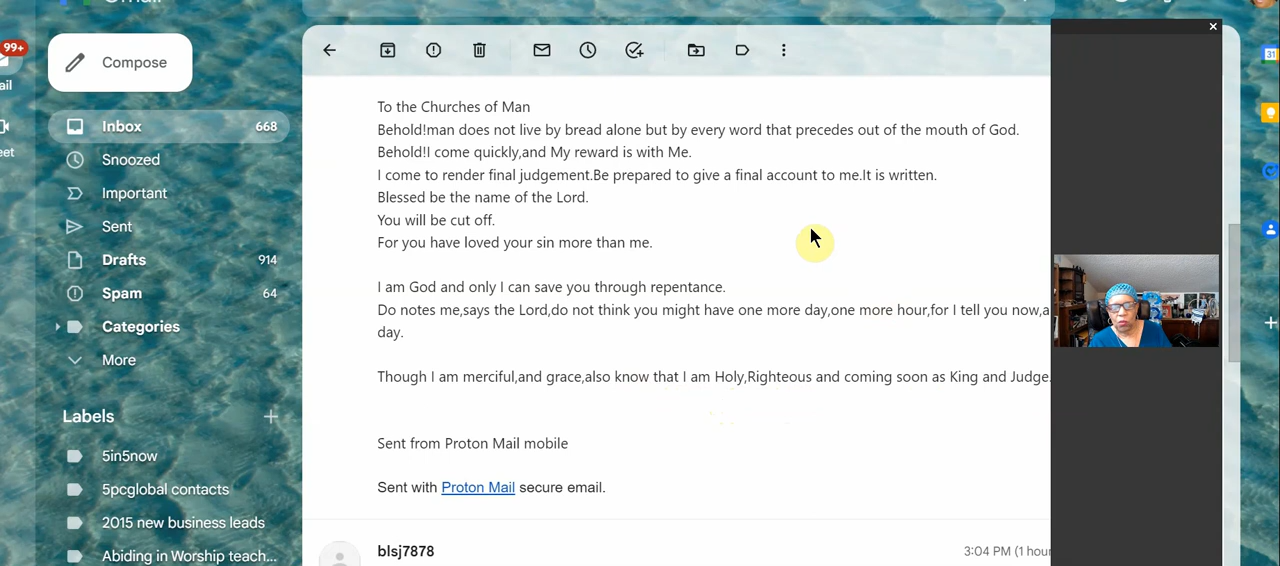 99+
Compose
Inbox 668
Snoozed
Important
Sent
Drafts 914
Spam 64
Categories
More
Labels
5in5now
5pcglobal contacts
2015 new business leads
Abiding in Worship teach...
To the Churches of Man
Behold!man does not live by bread alone but by every word that precedes out of the mouth of God.
Behold!I come quickly,and My reward is with Me.
I come to render final judgement.Be prepared to give a final account to me.It is written.
Blessed be the name of the Lord.
You will be cut off.
For you have loved your sin more than me.
I am God and only I can save you through repentance.
Do notes me,says the Lord,do not think you might have one more day,one more hour,for I tell you now,a
day.
Though I am merciful,and grace,also know that I am Holy,Righteous and coming soon as King and Judge.
Sent from Proton Mail mobile
Sent with Proton Mail secure email.
blsj7878 3:04 PM (1 hour
31